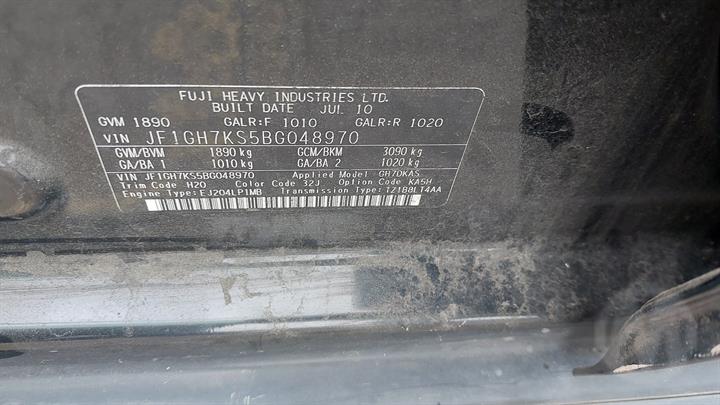 FUJI HEAVY INDUSTRIES LTD.
BUILT DATE JUL 10
GVM 1890 GALR:F 1010 GALR:R 1020
VIN JF1GH7KS5BG048970
GVM/BVM 1890 kg GCM/BKM 3090 kg
GA/BA 1 1010 kg GA/BA 2 1020 kg
VIN JF1GH7KS5BG048970 Applied Model GH7DKAS
Trim Code H20 Color Code 32J Option Code KA5H
Engine Type EJ204LP1MB Transmission Type TZ1B8LT4AA